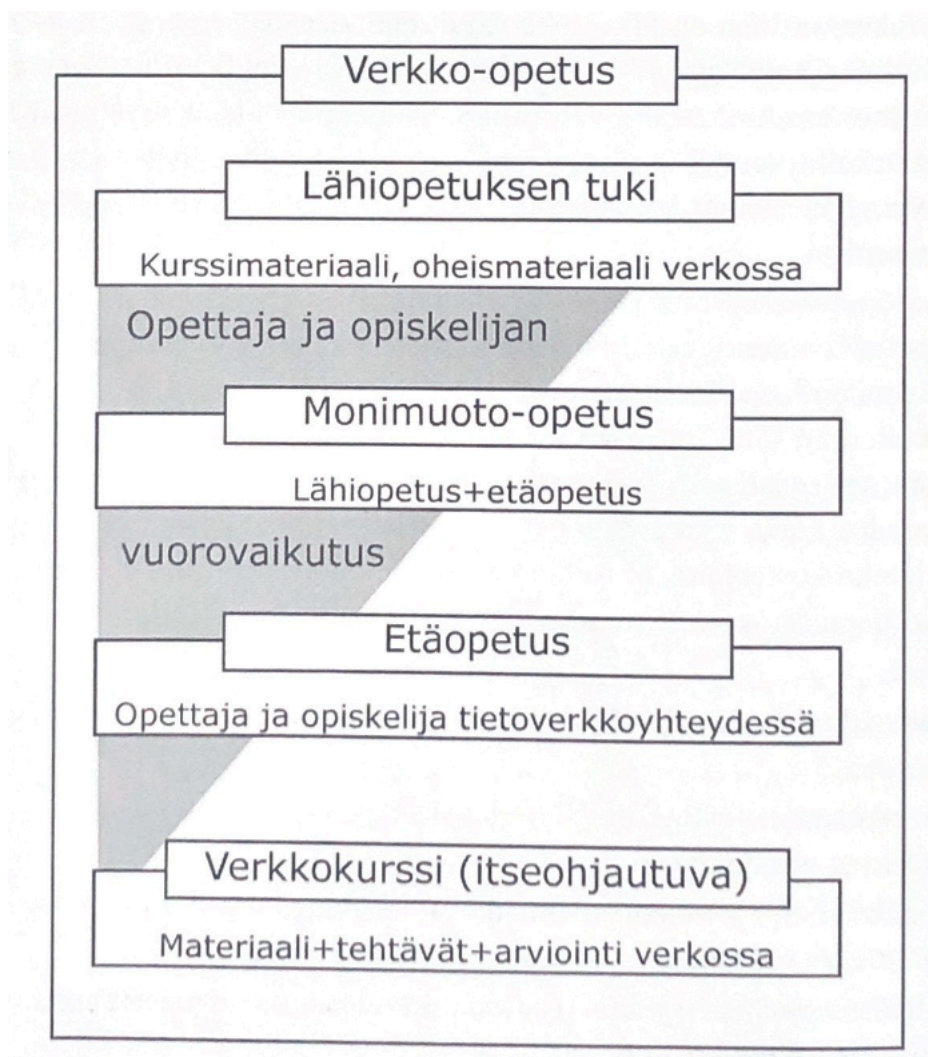 Verkko-opetus
Lähiopetuksen tuki
Kurssimateriaali, oheismateriaali verkossa
Opettaja ja opiskelijan
Monimuoto-opetus
Lähiopetus+etäopetus
vuorovaikutus
Etäopetus
Opettaja ja opiskelija tietoverkkoyhteydessä
Verkkokurssi (itseohjautuva)
Materiaali+tehtävät+arviointi verkossa